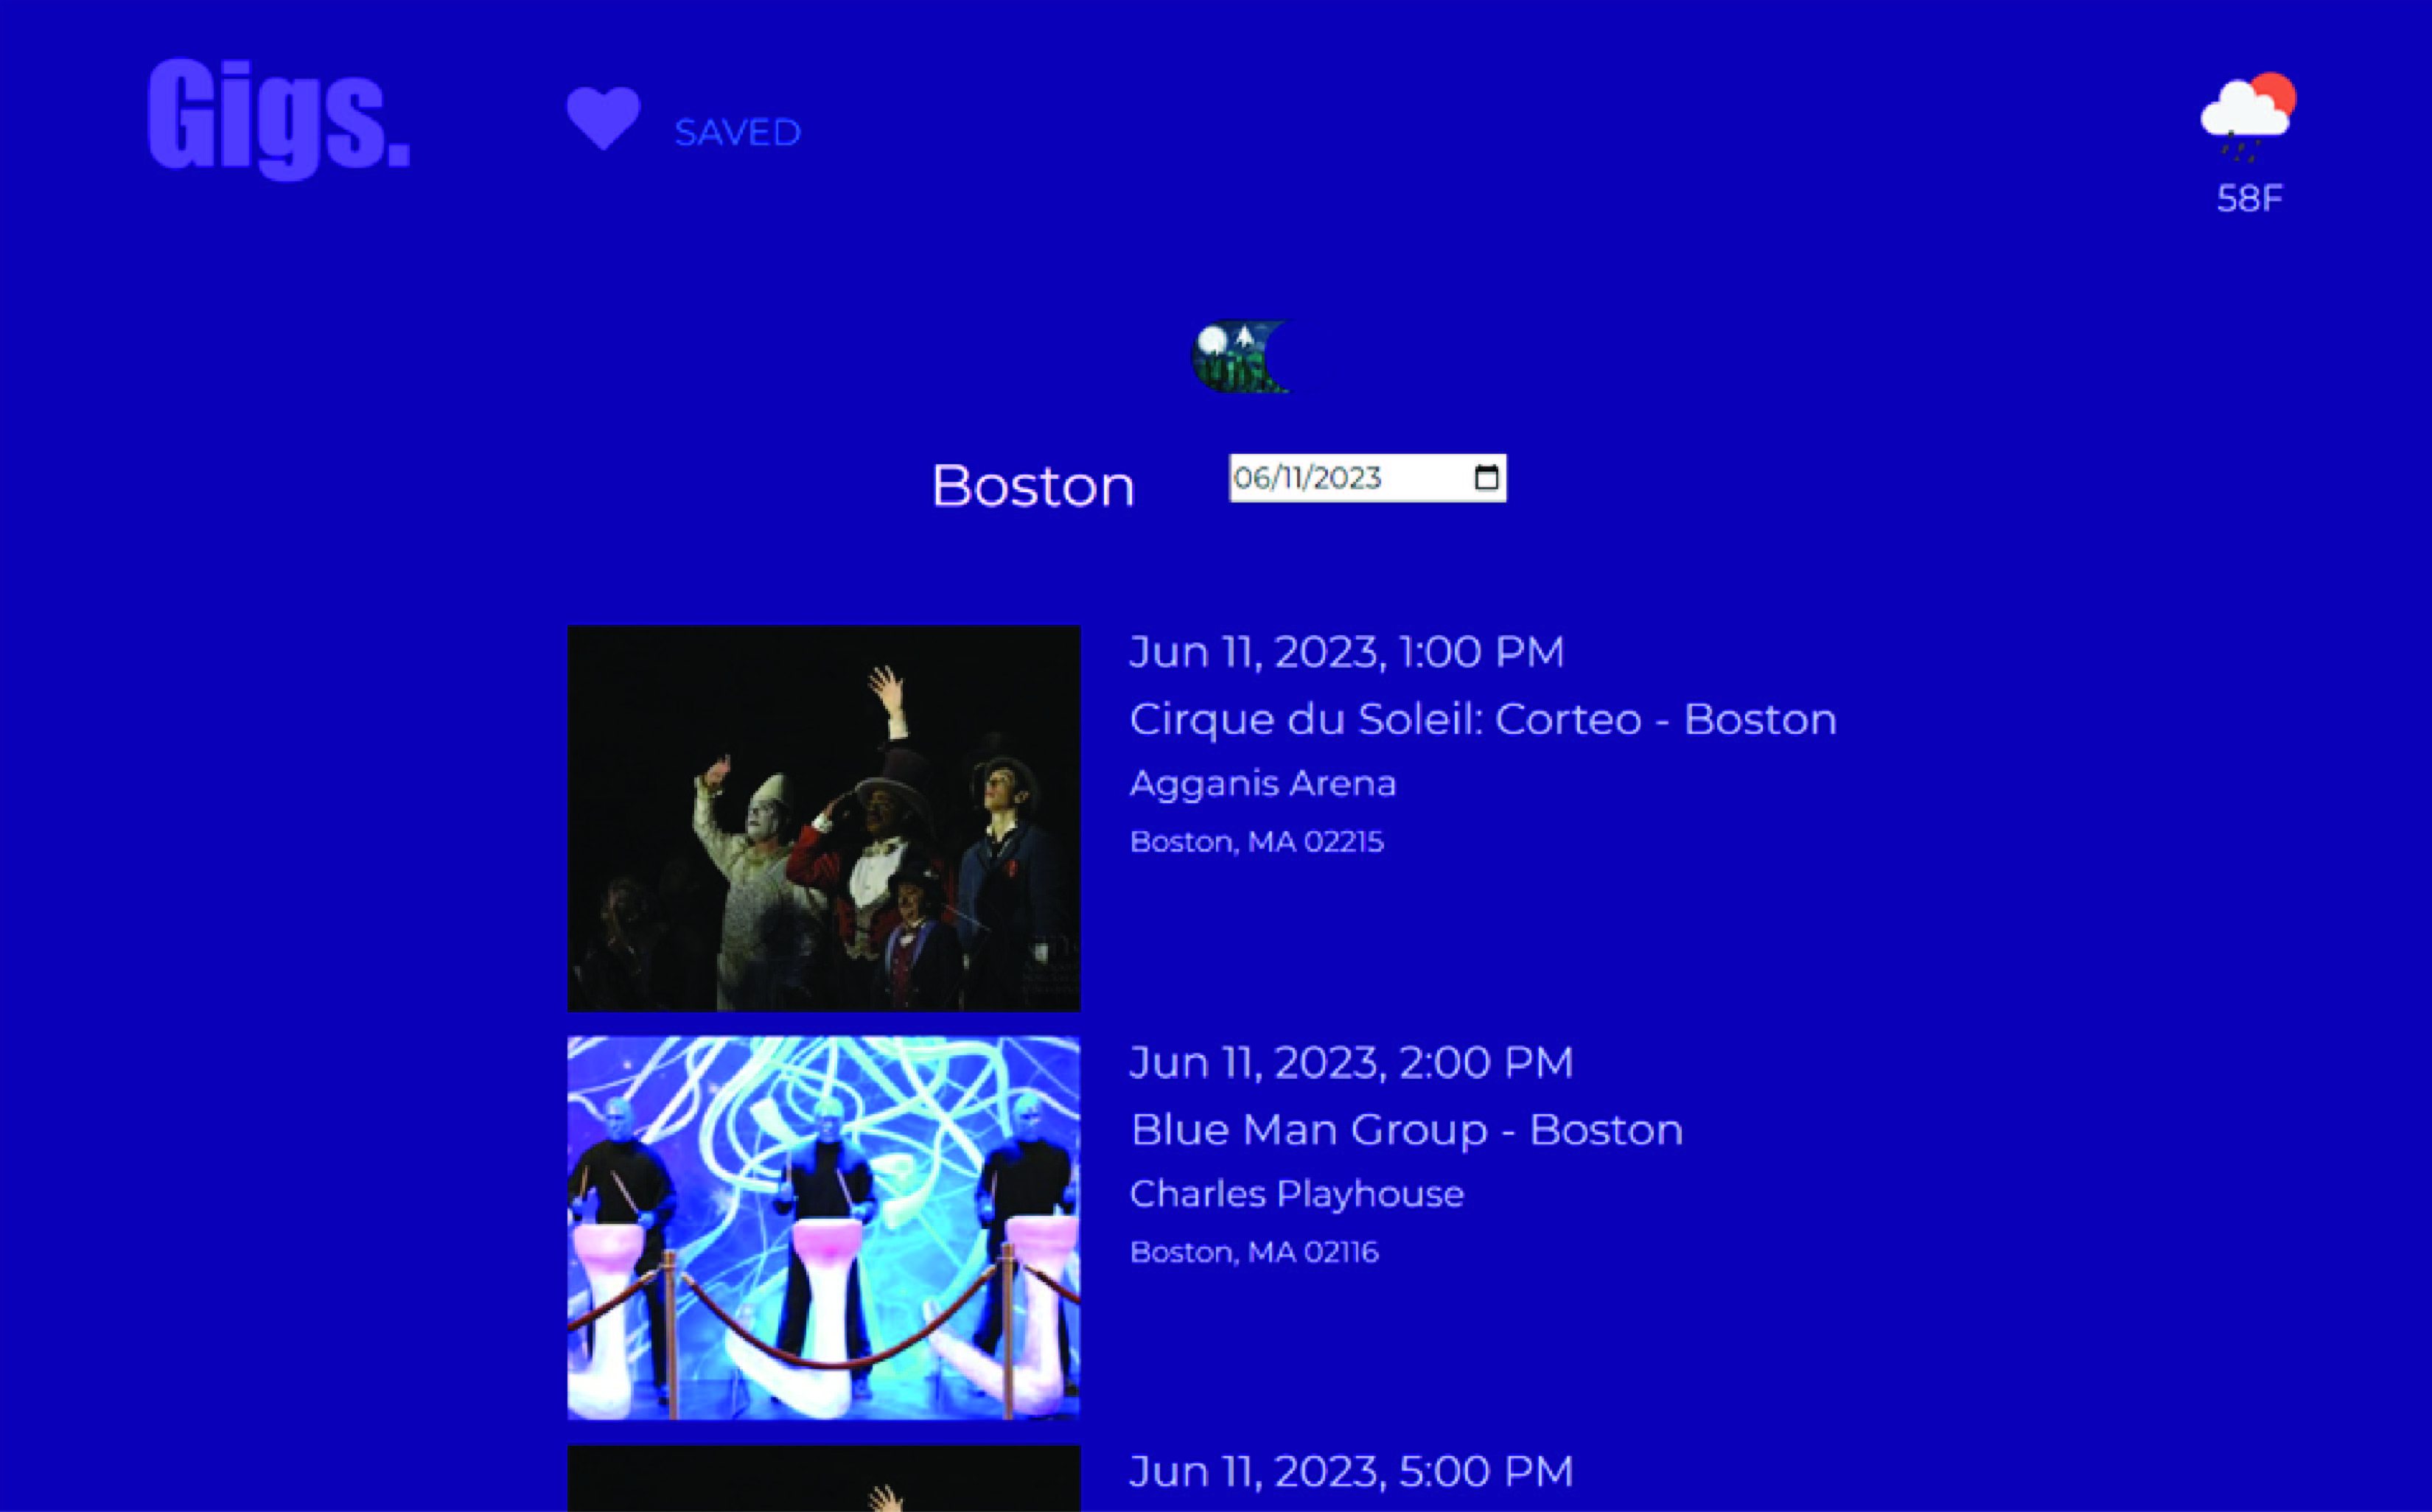 Gigs.
SAVED
58F
Boston
06/11/2023
Jun 11, 2023, 1:00 PM
Cirque du Soleil: Corteo - Boston
Agganis Arena
Boston, MA 02215
Jun 11, 2023, 2:00 PM
Blue Man Group - Boston
Charles Playhouse
Boston, MA 02116
Jun 11, 2023, 5:00 PM